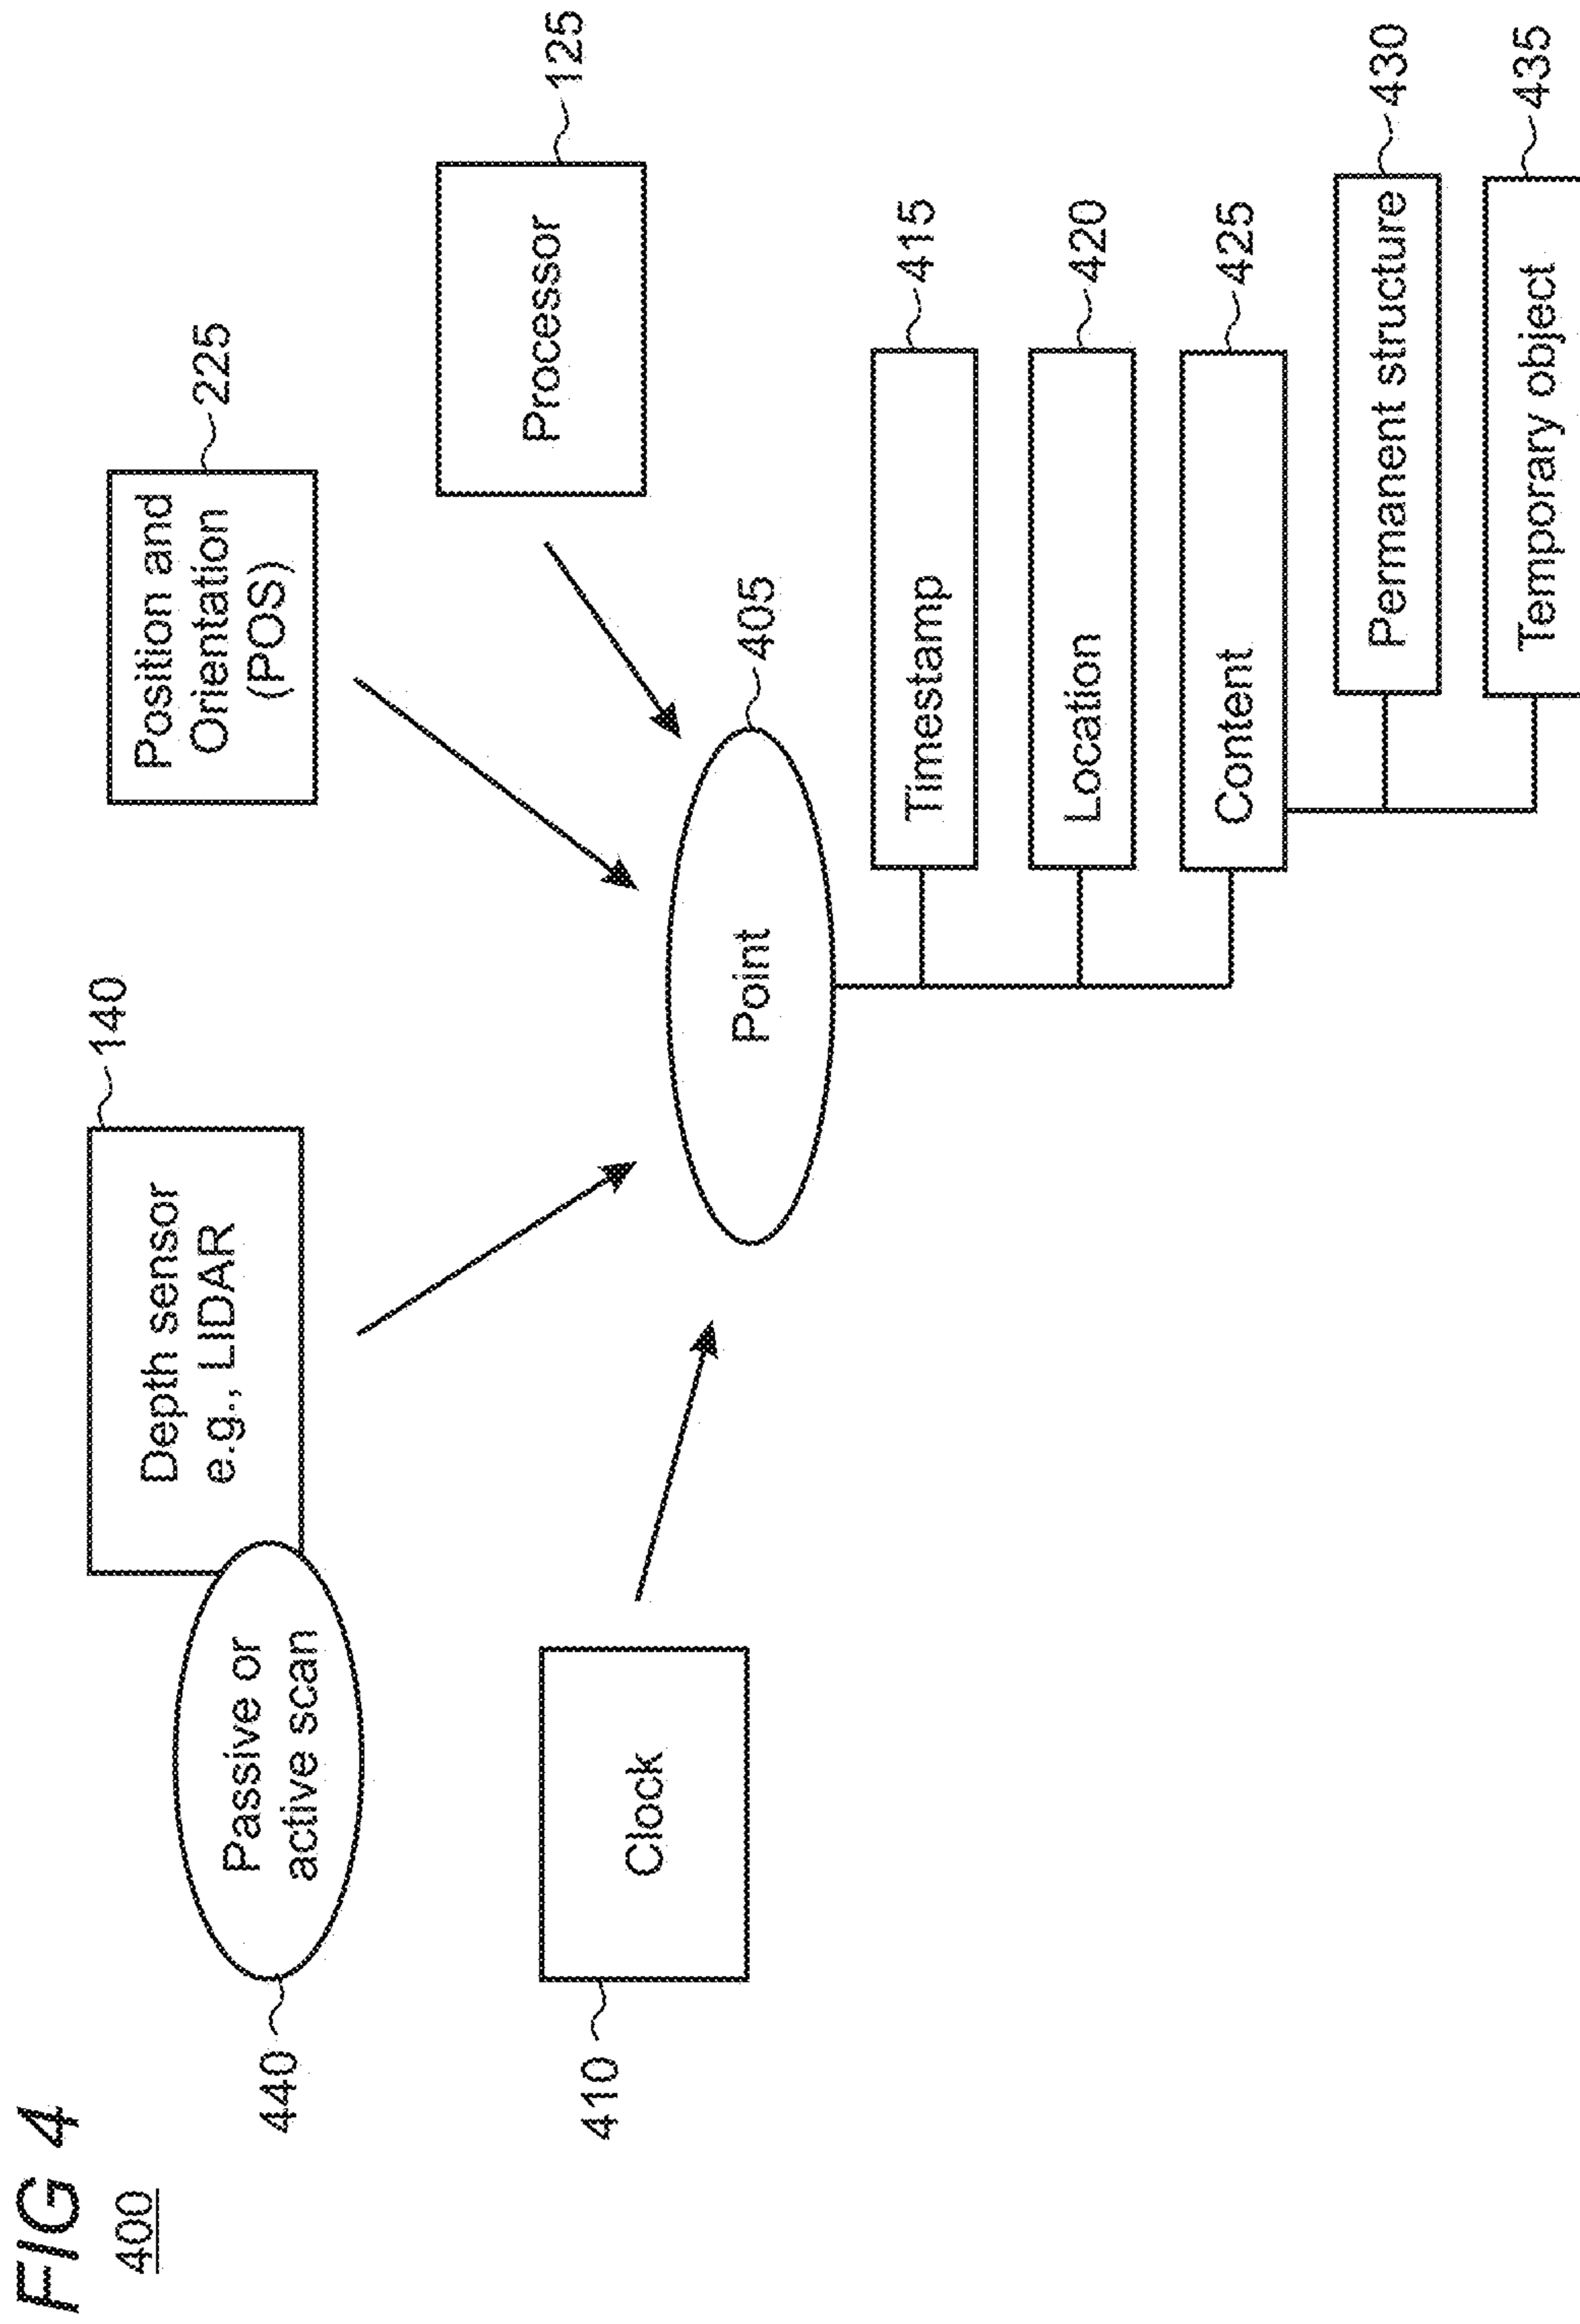 FIG 4
400
140
225
Depth sensor
e.g., LIDAR
Position and
Orientation
(POS)
440
Passive or
active scan
125
Processor
410
Clock
405
Point
415
Timestamp
420
Location
425
Content
430
Permanent structure
435
Temporary object